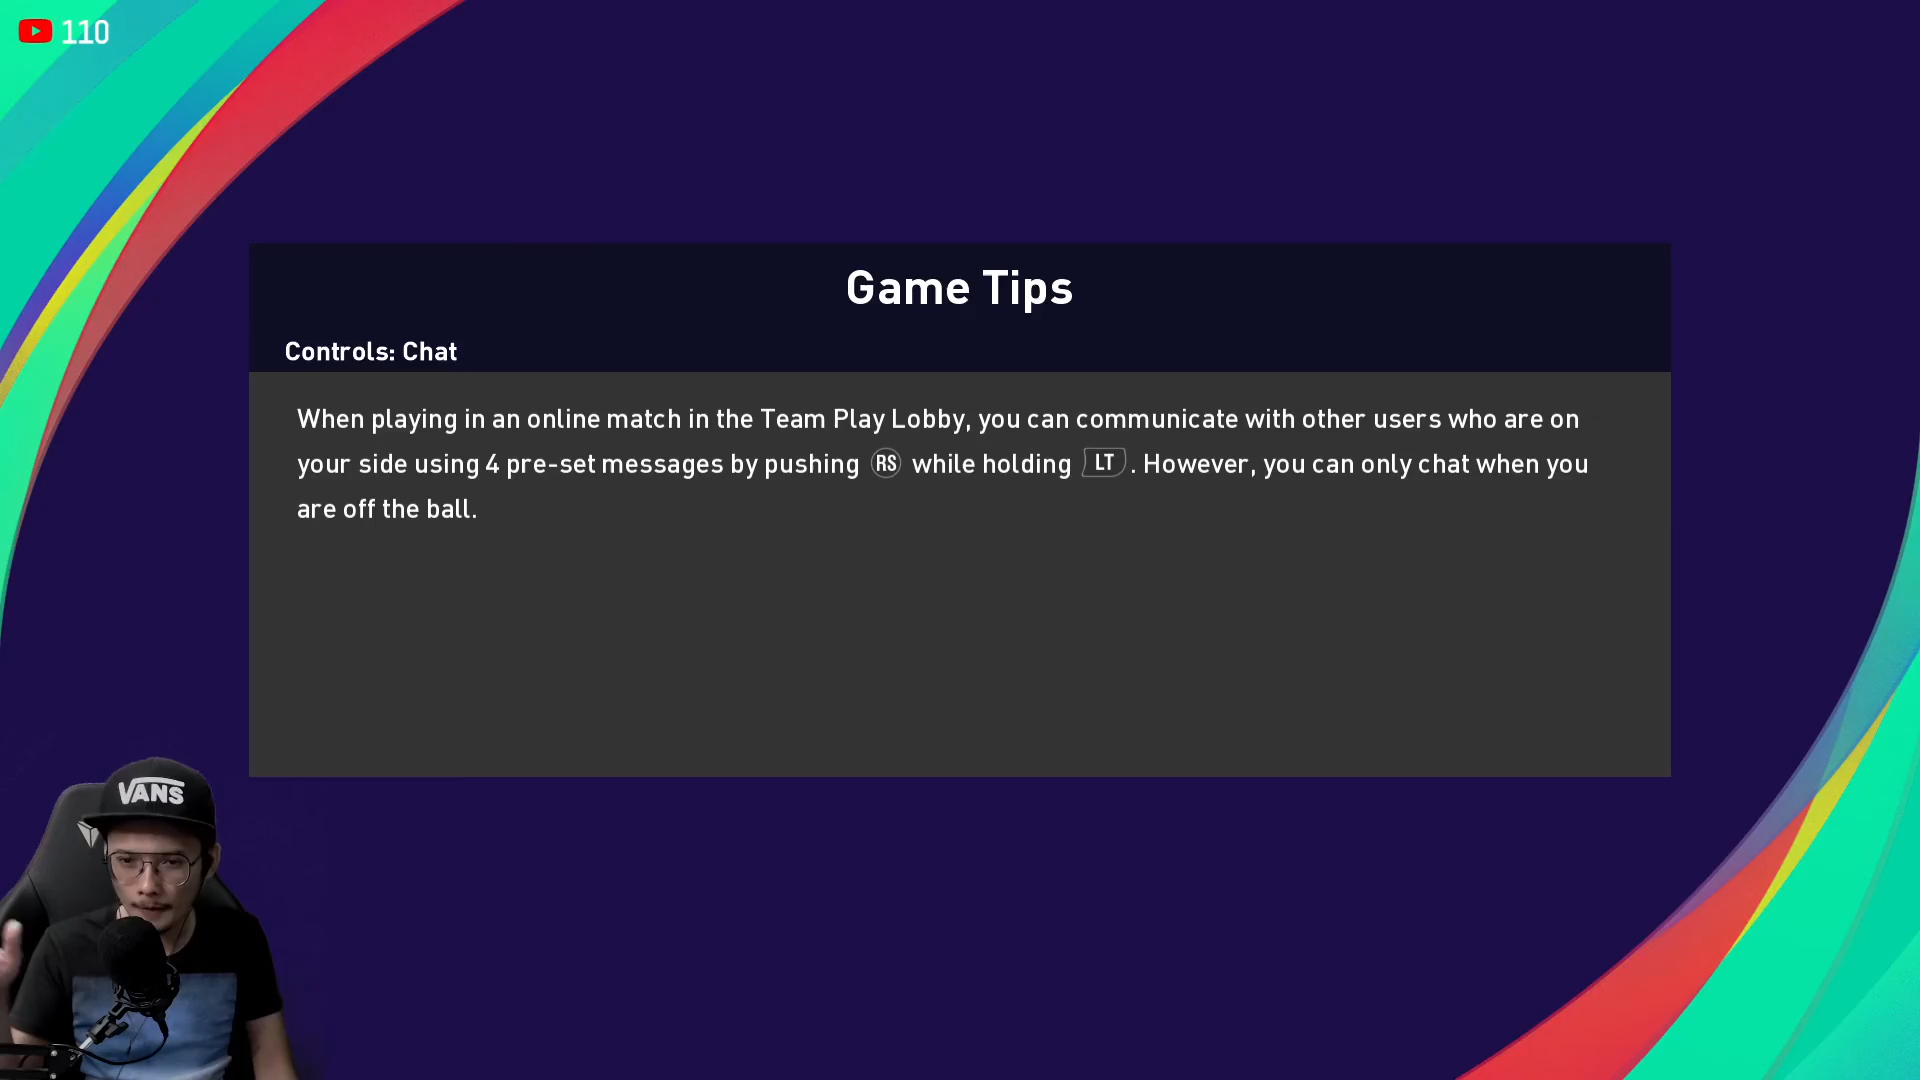 110
Game Tips
Controls: Chat
When playing in an online match in the Team Play Lobby, you can communicate with other users who are on
your side using 4 pre-set messages by pushing RS while holding LT. However, you can only chat when you
are off the ball.
VANS